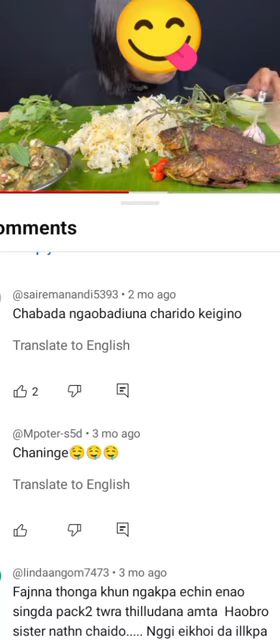 omments
@sairemanandi5393 • 2 mo ago
Chabada ngaobadiuna charido keigino
Translate to English
2
@Mpoter-s5d • 3 mo ago
Chaninge🤤🤤🤤
Translate to English
@lindaangom7473 • 3 mo ago
Fajnna thonga khun ngakpa echin enao
singda pack2 twra thilludana amta Haobro
sister nathn chaido..... Nggi eikhoi da illkpa